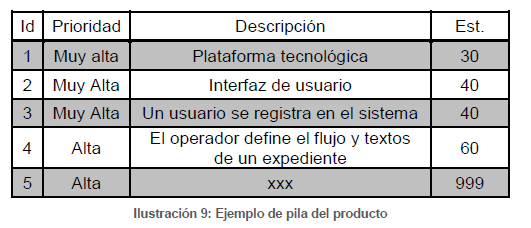 Id Prioridad Descripción Est.
1 Muy alta Plataforma tecnológica 30
2 Muy Alta Interfaz de usuario 40
3 Muy Alta Un usuario se registra en el sistema 40
4 Alta El operador define el flujo y textos
de un expediente 60
5 Alta xxx 999
Ilustración 9: Ejemplo de pila del producto